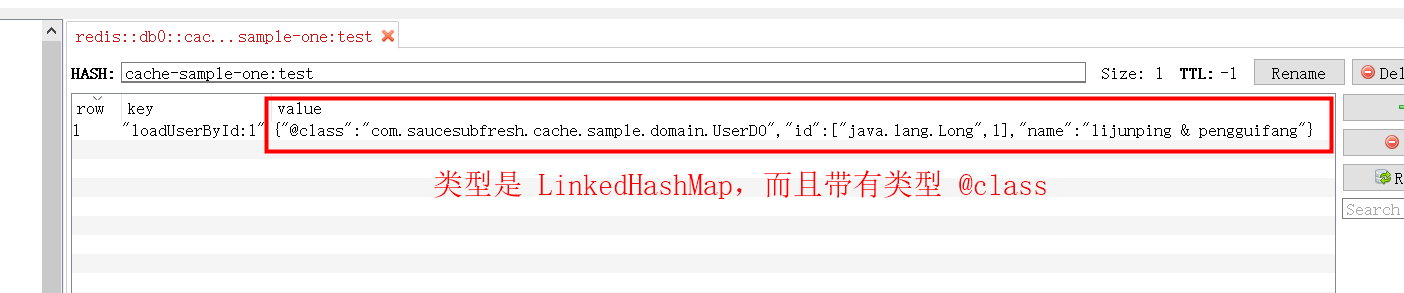 redis::db0::cac...sample-one:test
HASH: cache-sample-one:test Size: 1 TTL: -1 Rename Del
row key value
1 "loadUserById:1" {"@class":"com.saucesubfresh.cache.sample.domain.UserDO","id":["java.lang.Long",1],"name":"lijunping & pengguifang"}
类型是 LinkedHashMap，而且带有类型 @class
R
Search